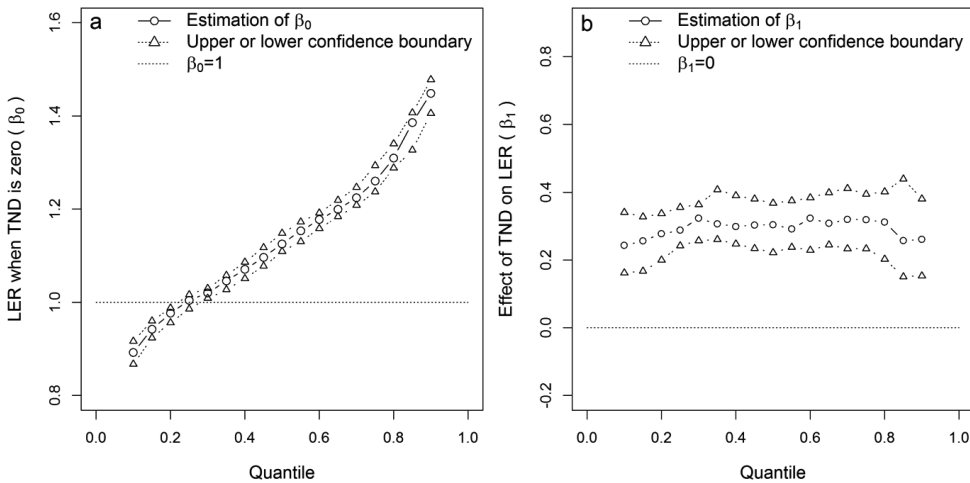 a
Estimation of β0
Upper or lower confidence boundary
β0=1
LER when TND is zero ( β0)
1.6
1.4
1.2
1.0
0.8
0.0 0.2 0.4 0.6 0.8 1.0
Quantile
b
Estimation of β1
Upper or lower confidence boundary
β1=0
Effect of TND on LER ( β1)
0.8
0.6
0.4
0.2
0.0
-0.2
0.0 0.2 0.4 0.6 0.8 1.0
Quantile